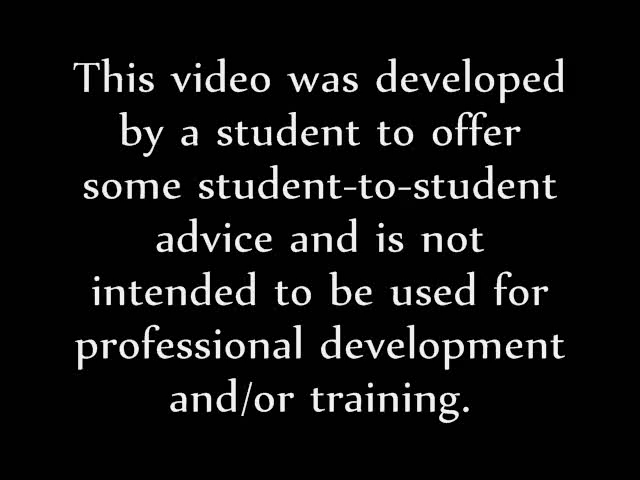 This video was developed
by a student to offer
some student-to-student
advice and is not
intended to be used for
professional development
and/or training.